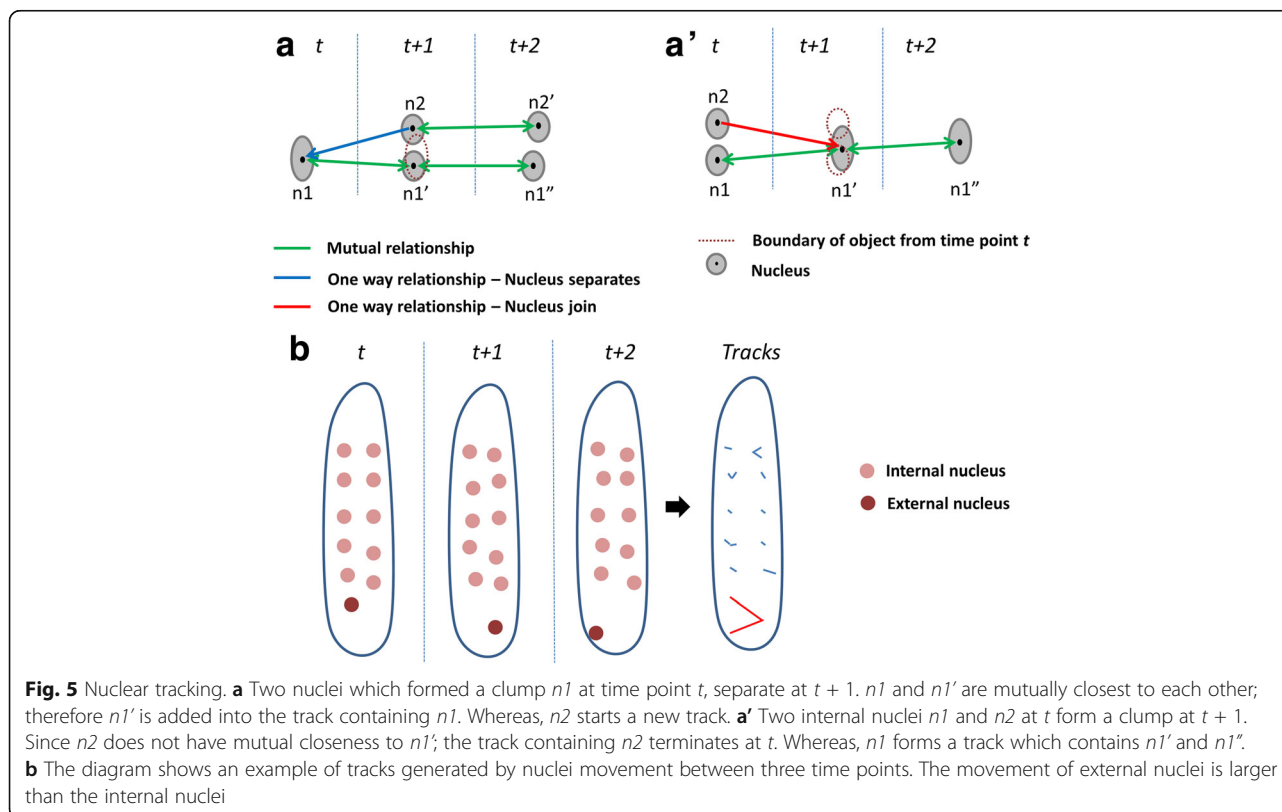 a t t+1 t+2
a' t t+1 t+2
n2 n2'
n1 n1' n1''
n2
n1 n1' n1''
Mutual relationship
One way relationship – Nucleus separates
One way relationship – Nucleus join
Boundary of object from time point t
Nucleus
b t t+1 t+2 Tracks
Internal nucleus
External nucleus
Fig. 5 Nuclear tracking. a Two nuclei which formed a clump n1 at time point t, separate at t + 1. n1 and n1' are mutually closest to each other;
therefore n1' is added into the track containing n1. Whereas, n2 starts a new track. a' Two internal nuclei n1 and n2 at t form a clump at t + 1.
Since n2 does not have mutual closeness to n1'; the track containing n2 terminates at t. Whereas, n1 forms a track which contains n1' and n1".
b The diagram shows an example of tracks generated by nuclei movement between three time points. The movement of external nuclei is larger
than the internal nuclei